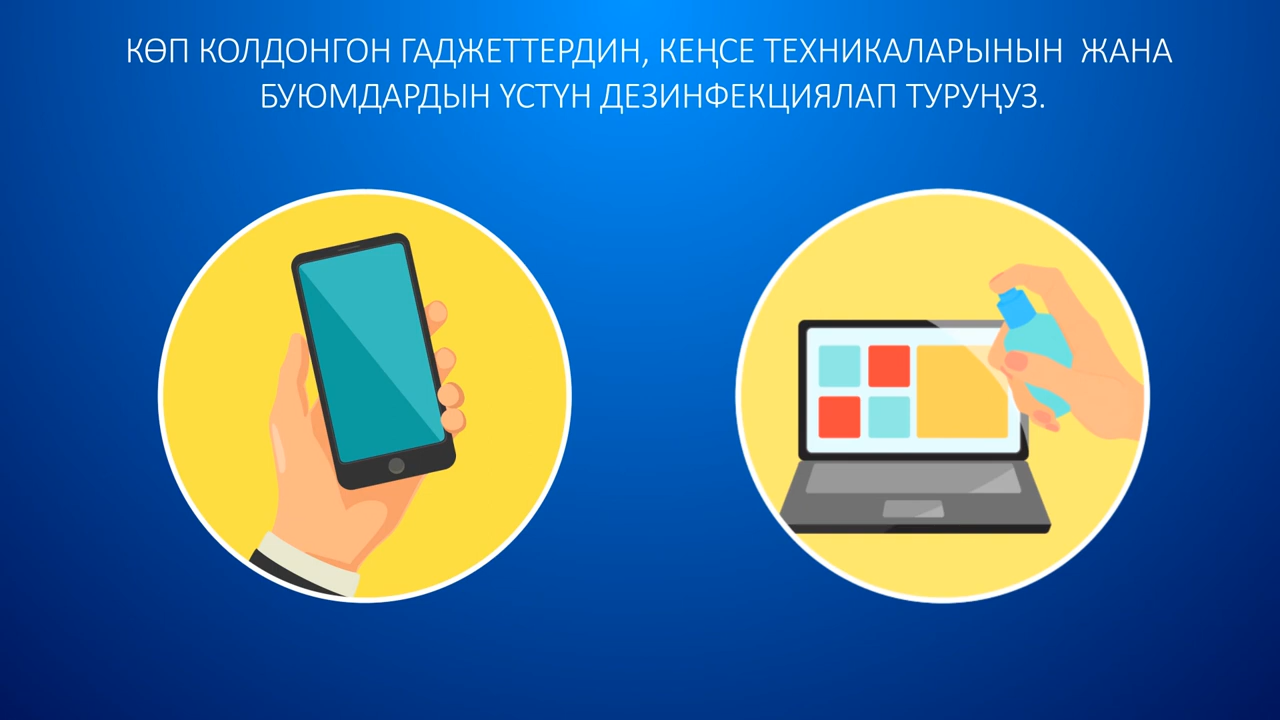 КӨП КОЛДОНГОН ГАДЖЕТТЕРДИН, КЕҢСЕ ТЕХНИКАЛАРЫНЫН ЖАНА
БУЮМДАРДЫН ҮСТҮН ДЕЗИНФЕКЦИЯЛАП ТУРУҢУЗ.